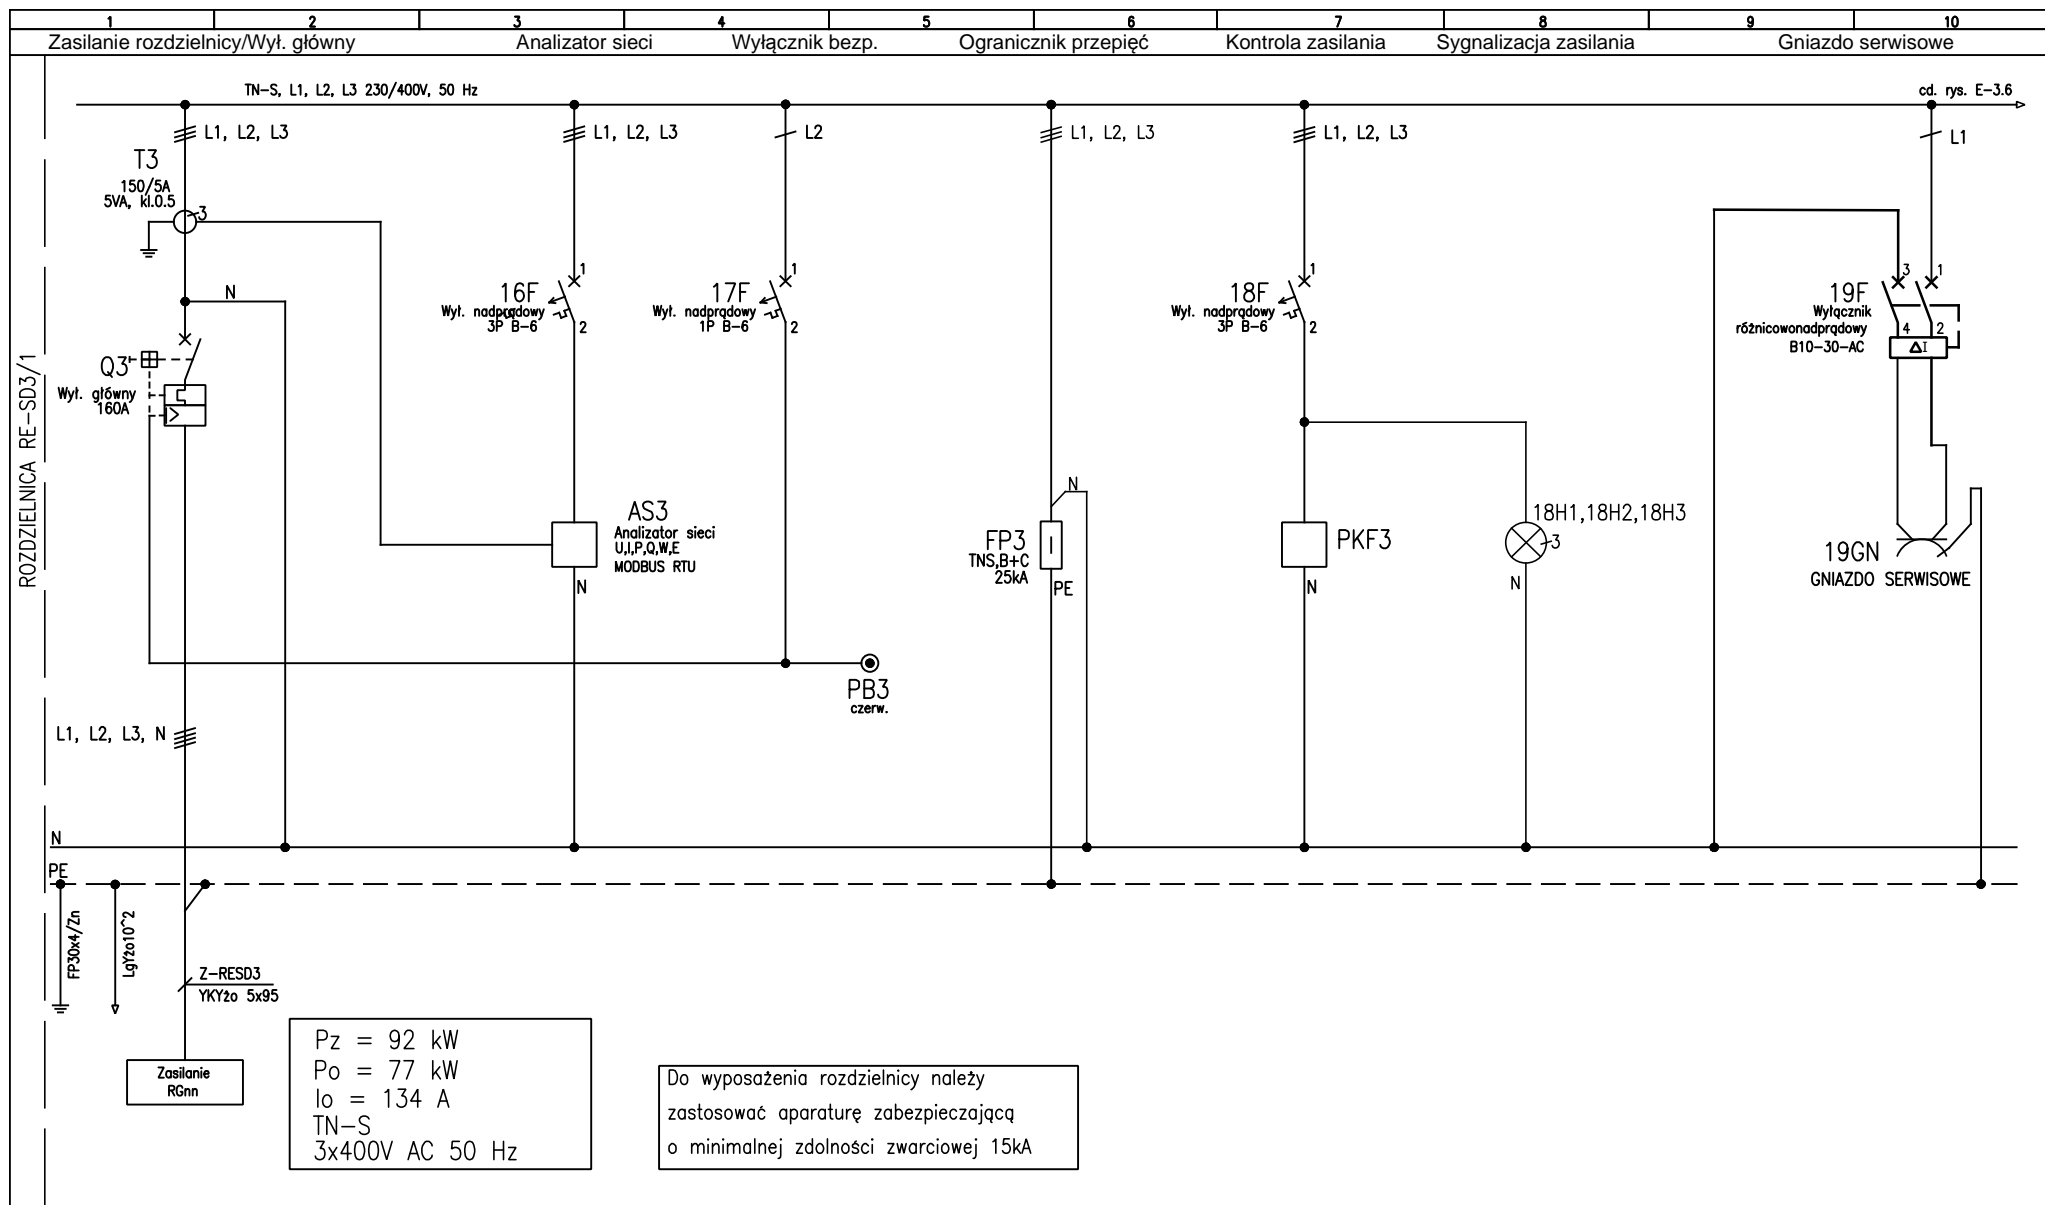 1 2 3 4 5 6 7 8 9 10
Zasilanie rozdzielnicy/Wył. główny Analizator sieci Wyłącznik bezp. Ogranicznik przepięć Kontrola zasilania Sygnalizacja zasilania Gniazdo serwisowe
TN-S, L1, L2, L3 230/400V, 50 Hz
cd. rys. E-3.6
L1, L2, L3
L1, L2, L3
L2
L1, L2, L3
L1, L2, L3
L1
T3
150/5A
5VA, kl.0.5
3
N
Q3
Wył. główny
160A
ROZDZIELNICA RE-SD3/1
16F
Wył. nadprądowy
3P B-6
1
2
17F
Wył. nadprądowy
1P B-6
1
2
18F
Wył. nadprądowy
3P B-6
1
2
19F
Wyłącznik
różnicowonadprądowy
B10-30-AC
3
1
4
2
ΔI
AS3
Analizator sieci
U,I,P,Q,W,E
MODBUS RTU
N
N
FP3
TNS,B+C
25kA
PE
PKF3
N
18H1,18H2,18H3
3
N
19GN
GNIAZDO SERWISOWE
PB3
czerw.
L1, L2, L3, N
N
PE
FP30x4/Zn
LgYżo10^2
Z-RESD3
YKYżo 5x95
Zasilanie
RGnn
Pz = 92 kW
Po = 77 kW
Io = 134 A
TN-S
3x400V AC 50 Hz
Do wyposażenia rozdzielnicy należy
zastosować aparaturę zabezpieczającą
o minimalnej zdolności zwarciowej 15kA